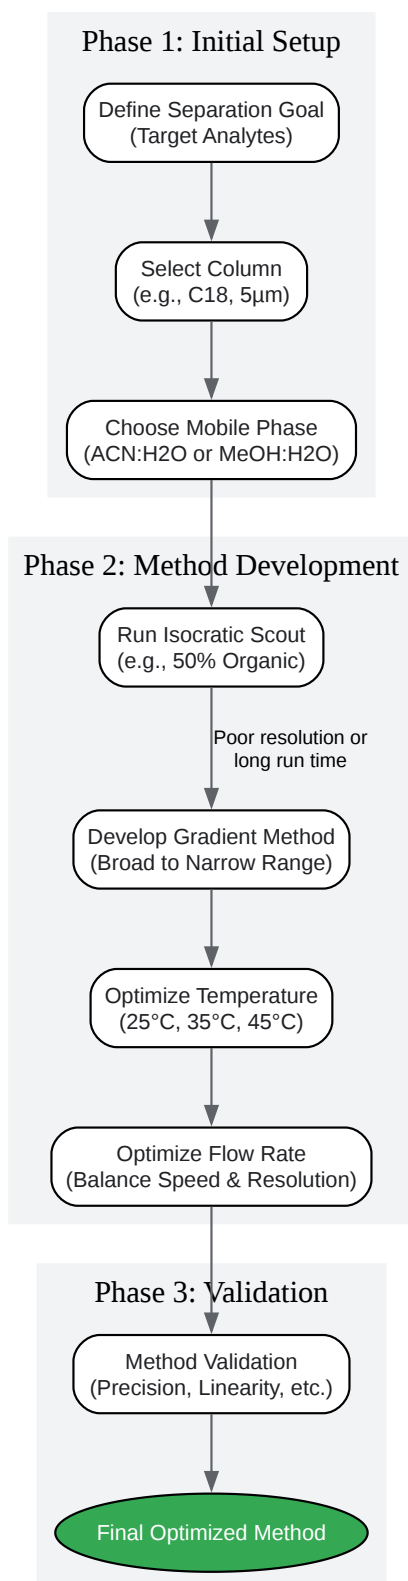 Phase 1: Initial Setup
Define Separation Goal
(Target Analytes)
Select Column
(e.g., C18, 5µm)
Choose Mobile Phase
(ACN:H2O or MeOH:H2O)
Phase 2: Method Development
Run Isocratic Scout
(e.g., 50% Organic)
Poor resolution or
long run time
Develop Gradient Method
(Broad to Narrow Range)
Optimize Temperature
(25°C, 35°C, 45°C)
Optimize Flow Rate
(Balance Speed & Resolution)
Phase 3: Validation
Method Validation
(Precision, Linearity, etc.)
Final Optimized Method